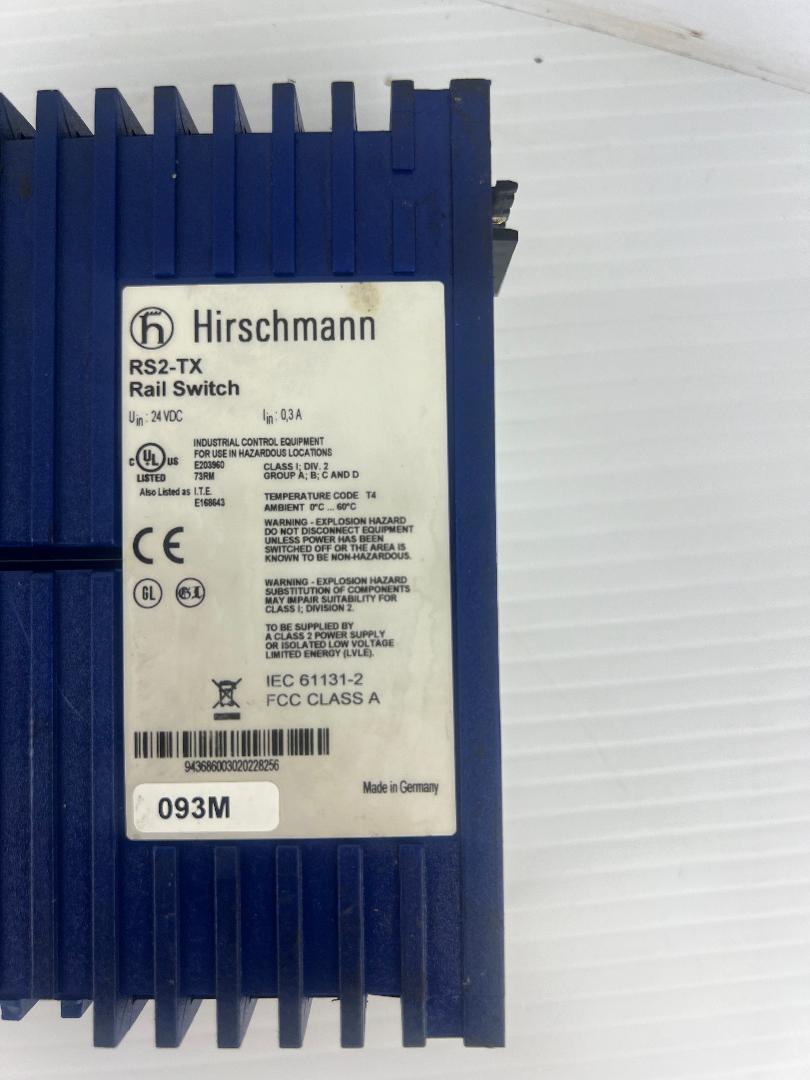 Hirschmann
RS2-TX
Rail Switch
Uin : 24 VDC Iin : 0,3 A
INDUSTRIAL CONTROL EQUIPMENT
FOR USE IN HAZARDOUS LOCATIONS
C UL US
LISTED
E203960
73RM
CLASS I; DIV. 2
GROUP A; B; C AND D
Also Listed as I.T.E.
E168643
TEMPERATURE CODE T4
AMBIENT 0°C ... 60°C
CE
WARNING - EXPLOSION HAZARD
DO NOT DISCONNECT EQUIPMENT
UNLESS POWER HAS BEEN
SWITCHED OFF OR THE AREA IS
KNOWN TO BE NON-HAZARDOUS.
GL GL
WARNING - EXPLOSION HAZARD
SUBSTITUTION OF COMPONENTS
MAY IMPAIR SUITABILITY FOR
CLASS I; DIVISION 2.
TO BE SUPPLIED BY
A CLASS 2 POWER SUPPLY
OR ISOLATED LOW VOLTAGE
LIMITED ENERGY (LVLE).
IEC 61131-2
FCC CLASS A
943686003020228256
Made in Germany
093M